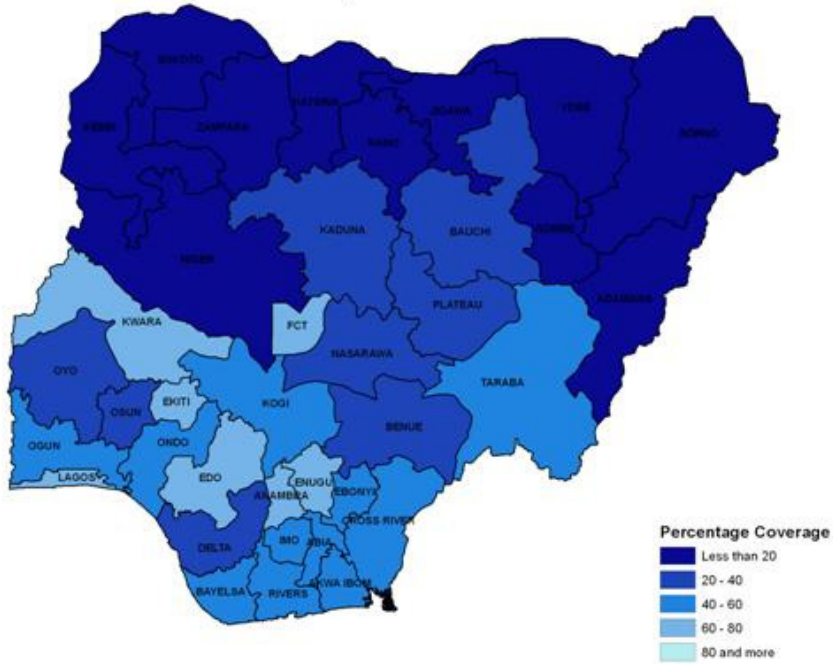 SOKOTO
KATSINA
JIGAWA
YOBE
BORNO
KEBBI
ZAMFARA
KANO
KADUNA
BAUCHI
GOMBE
NIGER
ADAMAWA
PLATEAU
KWARA
FCT
NASARAWA
OYO
TARABA
EKITI
KOGI
OSUN
BENUE
OGUN
ONDO
LAGOS
EDO
ENUGU
ANAMBRA
EBONYI
CROSS RIVER
DELTA
IMO
ABIA
AKWA IBOM
BAYELSA
RIVERS
Percentage Coverage
Less than 20
20 - 40
40 - 60
60 - 80
80 and more